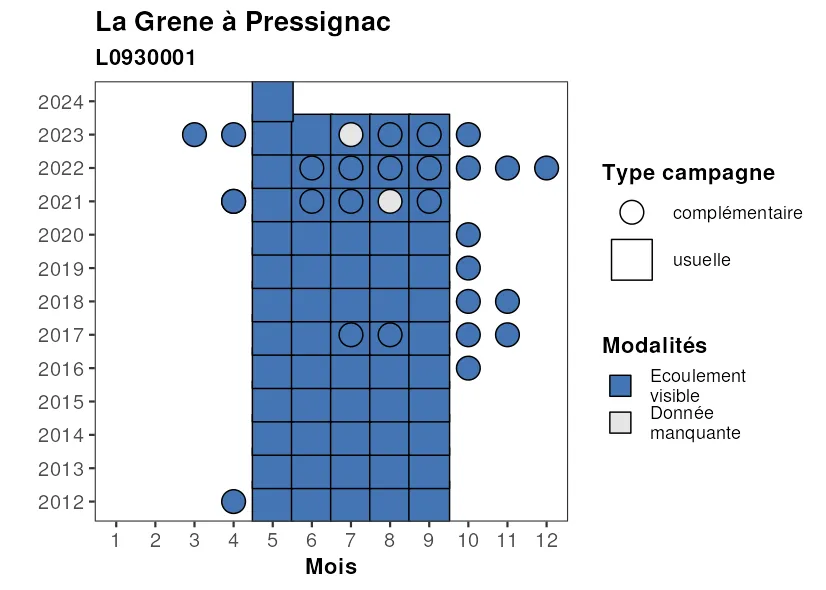 La Grene à Pressignac
L0930001
2024
2023
2022
2021
2020
2019
2018
2017
2016
2015
2014
2013
2012
1 2 3 4 5 6 7 8 9 10 11 12
Mois
Type campagne
complémentaire
usuelle
Modalités
Ecoulement
visible
Donnée
manquante